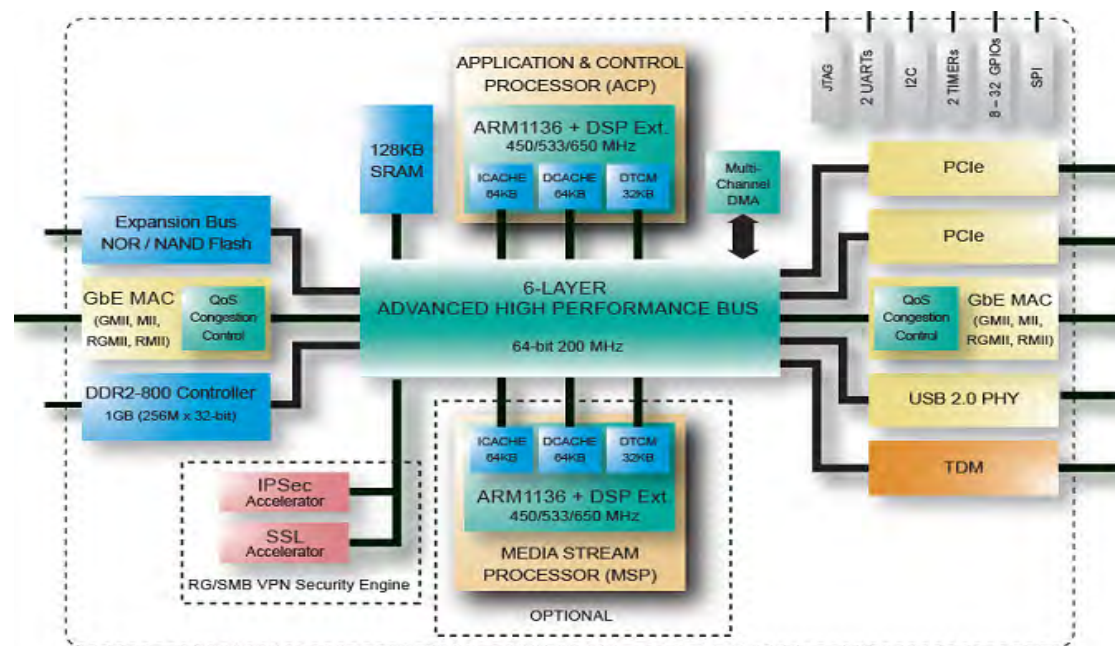 JTAG
2 UARTs
I2C
2 TIMERs
8 – 32 GPIOs
SPI
APPLICATION & CONTROL
PROCESSOR (ACP)
ARM1136 + DSP Ext.
450/533/650 MHz
ICACHE
64KB
DCACHE
64KB
DTCM
32KB
128KB
SRAM
Multi-
Channel
DMA
PCIe
PCIe
Expansion Bus
NOR / NAND Flash
GbE MAC
(GMII, MII,
RGMII, RMII)
QoS
Congestion
Control
DDR2-800 Controller
1GB (256M x 32-bit)
6-LAYER
ADVANCED HIGH PERFORMANCE BUS
64-bit 200 MHz
QoS
Congestion
Control
GbE MAC
(GMII, MII,
RGMII, RMII)
USB 2.0 PHY
TDM
IPSec
Accelerator
SSL
Accelerator
RG/SMB VPN Security Engine
ICACHE
64KB
DCACHE
64KB
DTCM
32KB
ARM1136 + DSP Ext
450/533/650 MHz
MEDIA STREAM
PROCESSOR (MSP)
OPTIONAL